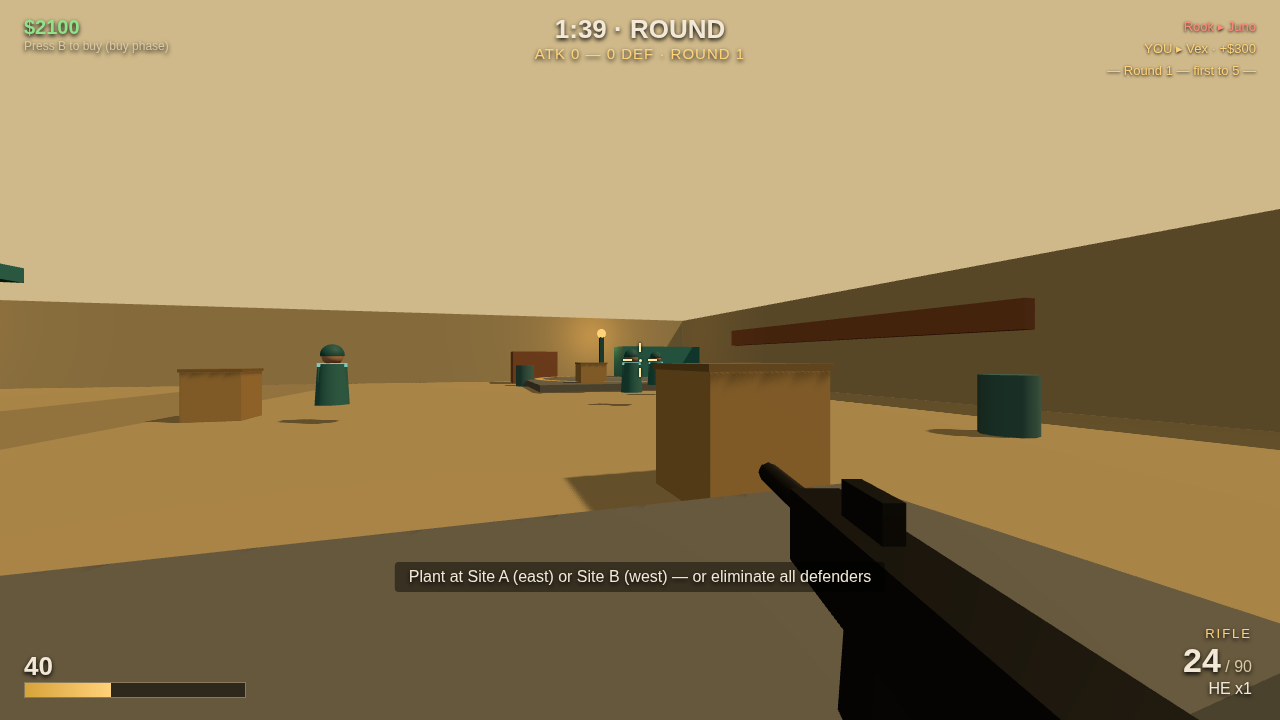 $2100
Press B to buy (buy phase)
1:39 · ROUND
ATK 0 — 0 DEF · ROUND 1
Rook ▸ Juno
YOU ▸ Vex · +$300
— Round 1 — first to 5 —
Plant at Site A (east) or Site B (west) — or eliminate all defenders
40
RIFLE
24 / 90
HE x1